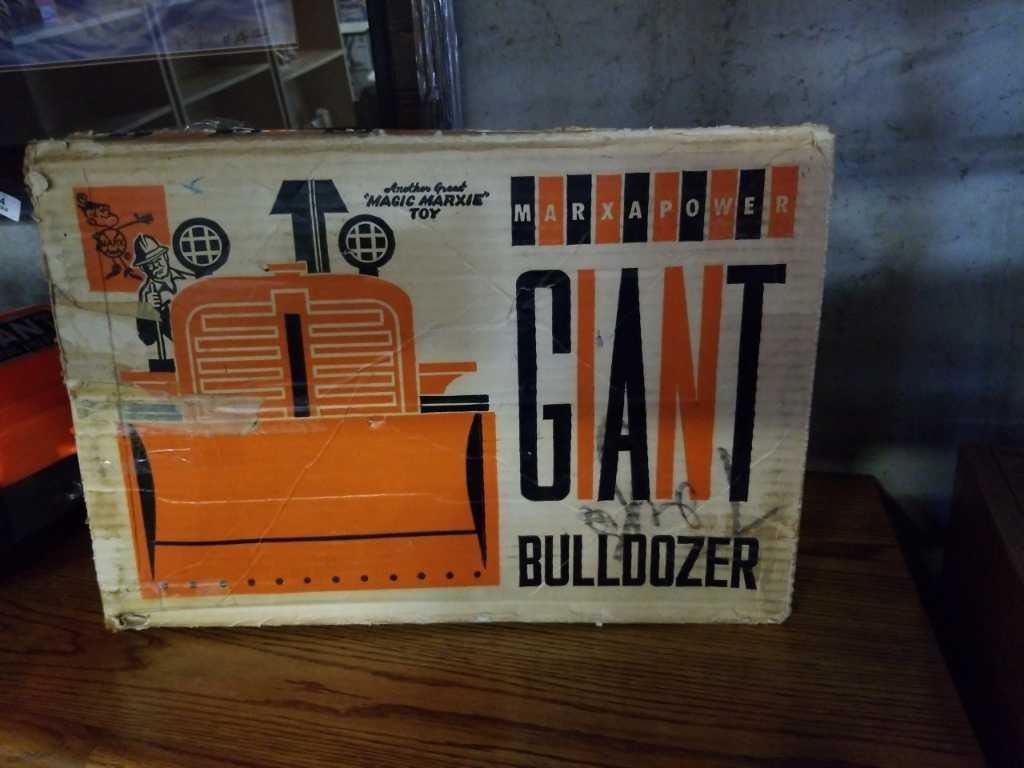 Another Great
"MAGIC MARXIE"
TOY
MARXAPOWER
GIANT
BULLDOZER